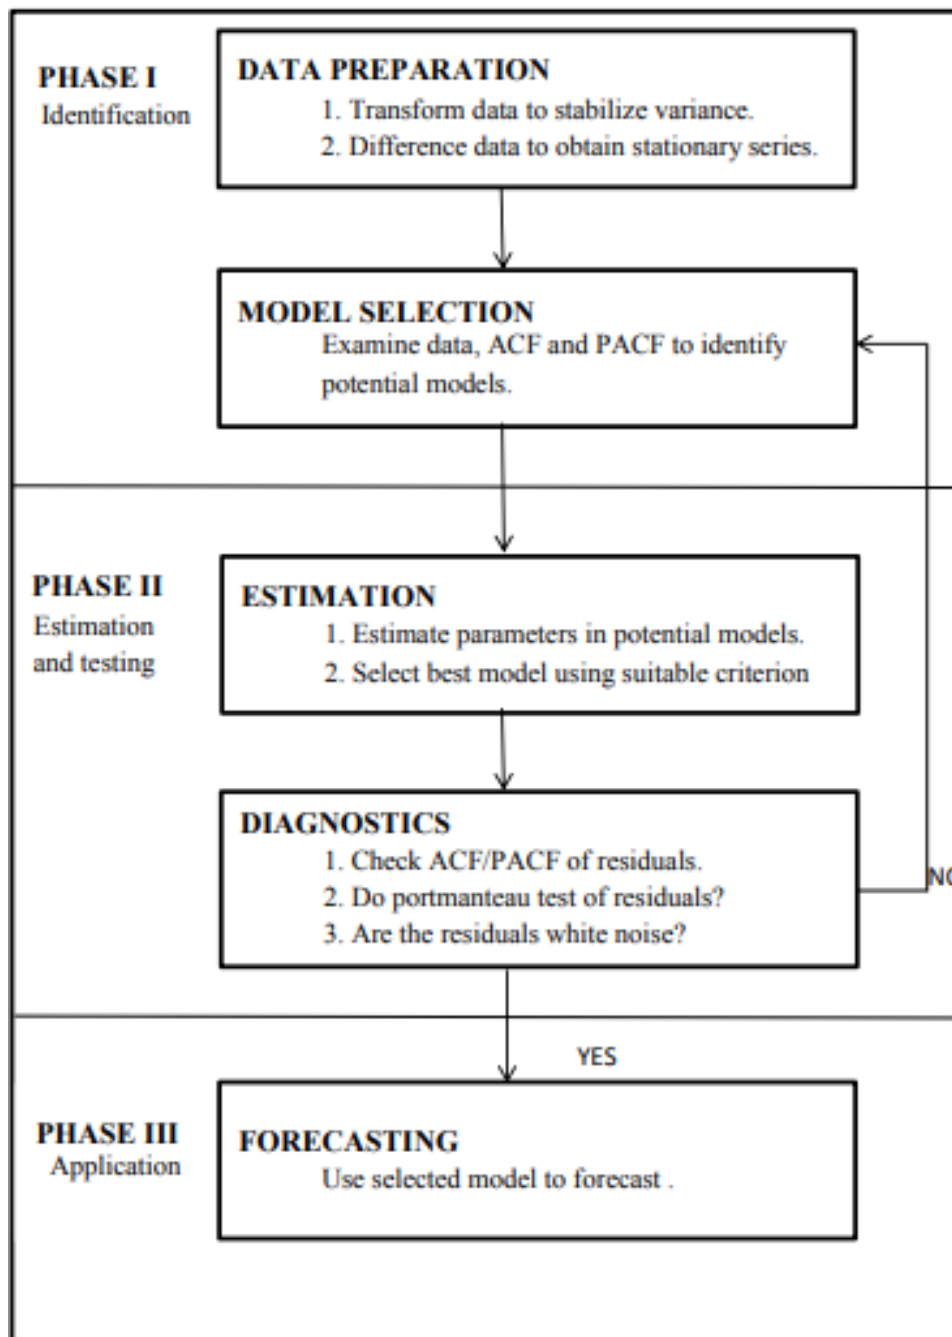 PHASE I
Identification
DATA PREPARATION
1. Transform data to stabilize variance.
2. Difference data to obtain stationary series.
MODEL SELECTION
Examine data, ACF and PACF to identify
potential models.
PHASE II
Estimation
and testing
ESTIMATION
1. Estimate parameters in potential models.
2. Select best model using suitable criterion
DIAGNOSTICS
1. Check ACF/PACF of residuals.
2. Do portmanteau test of residuals?
3. Are the residuals white noise?
NO
YES
PHASE III
Application
FORECASTING
Use selected model to forecast .